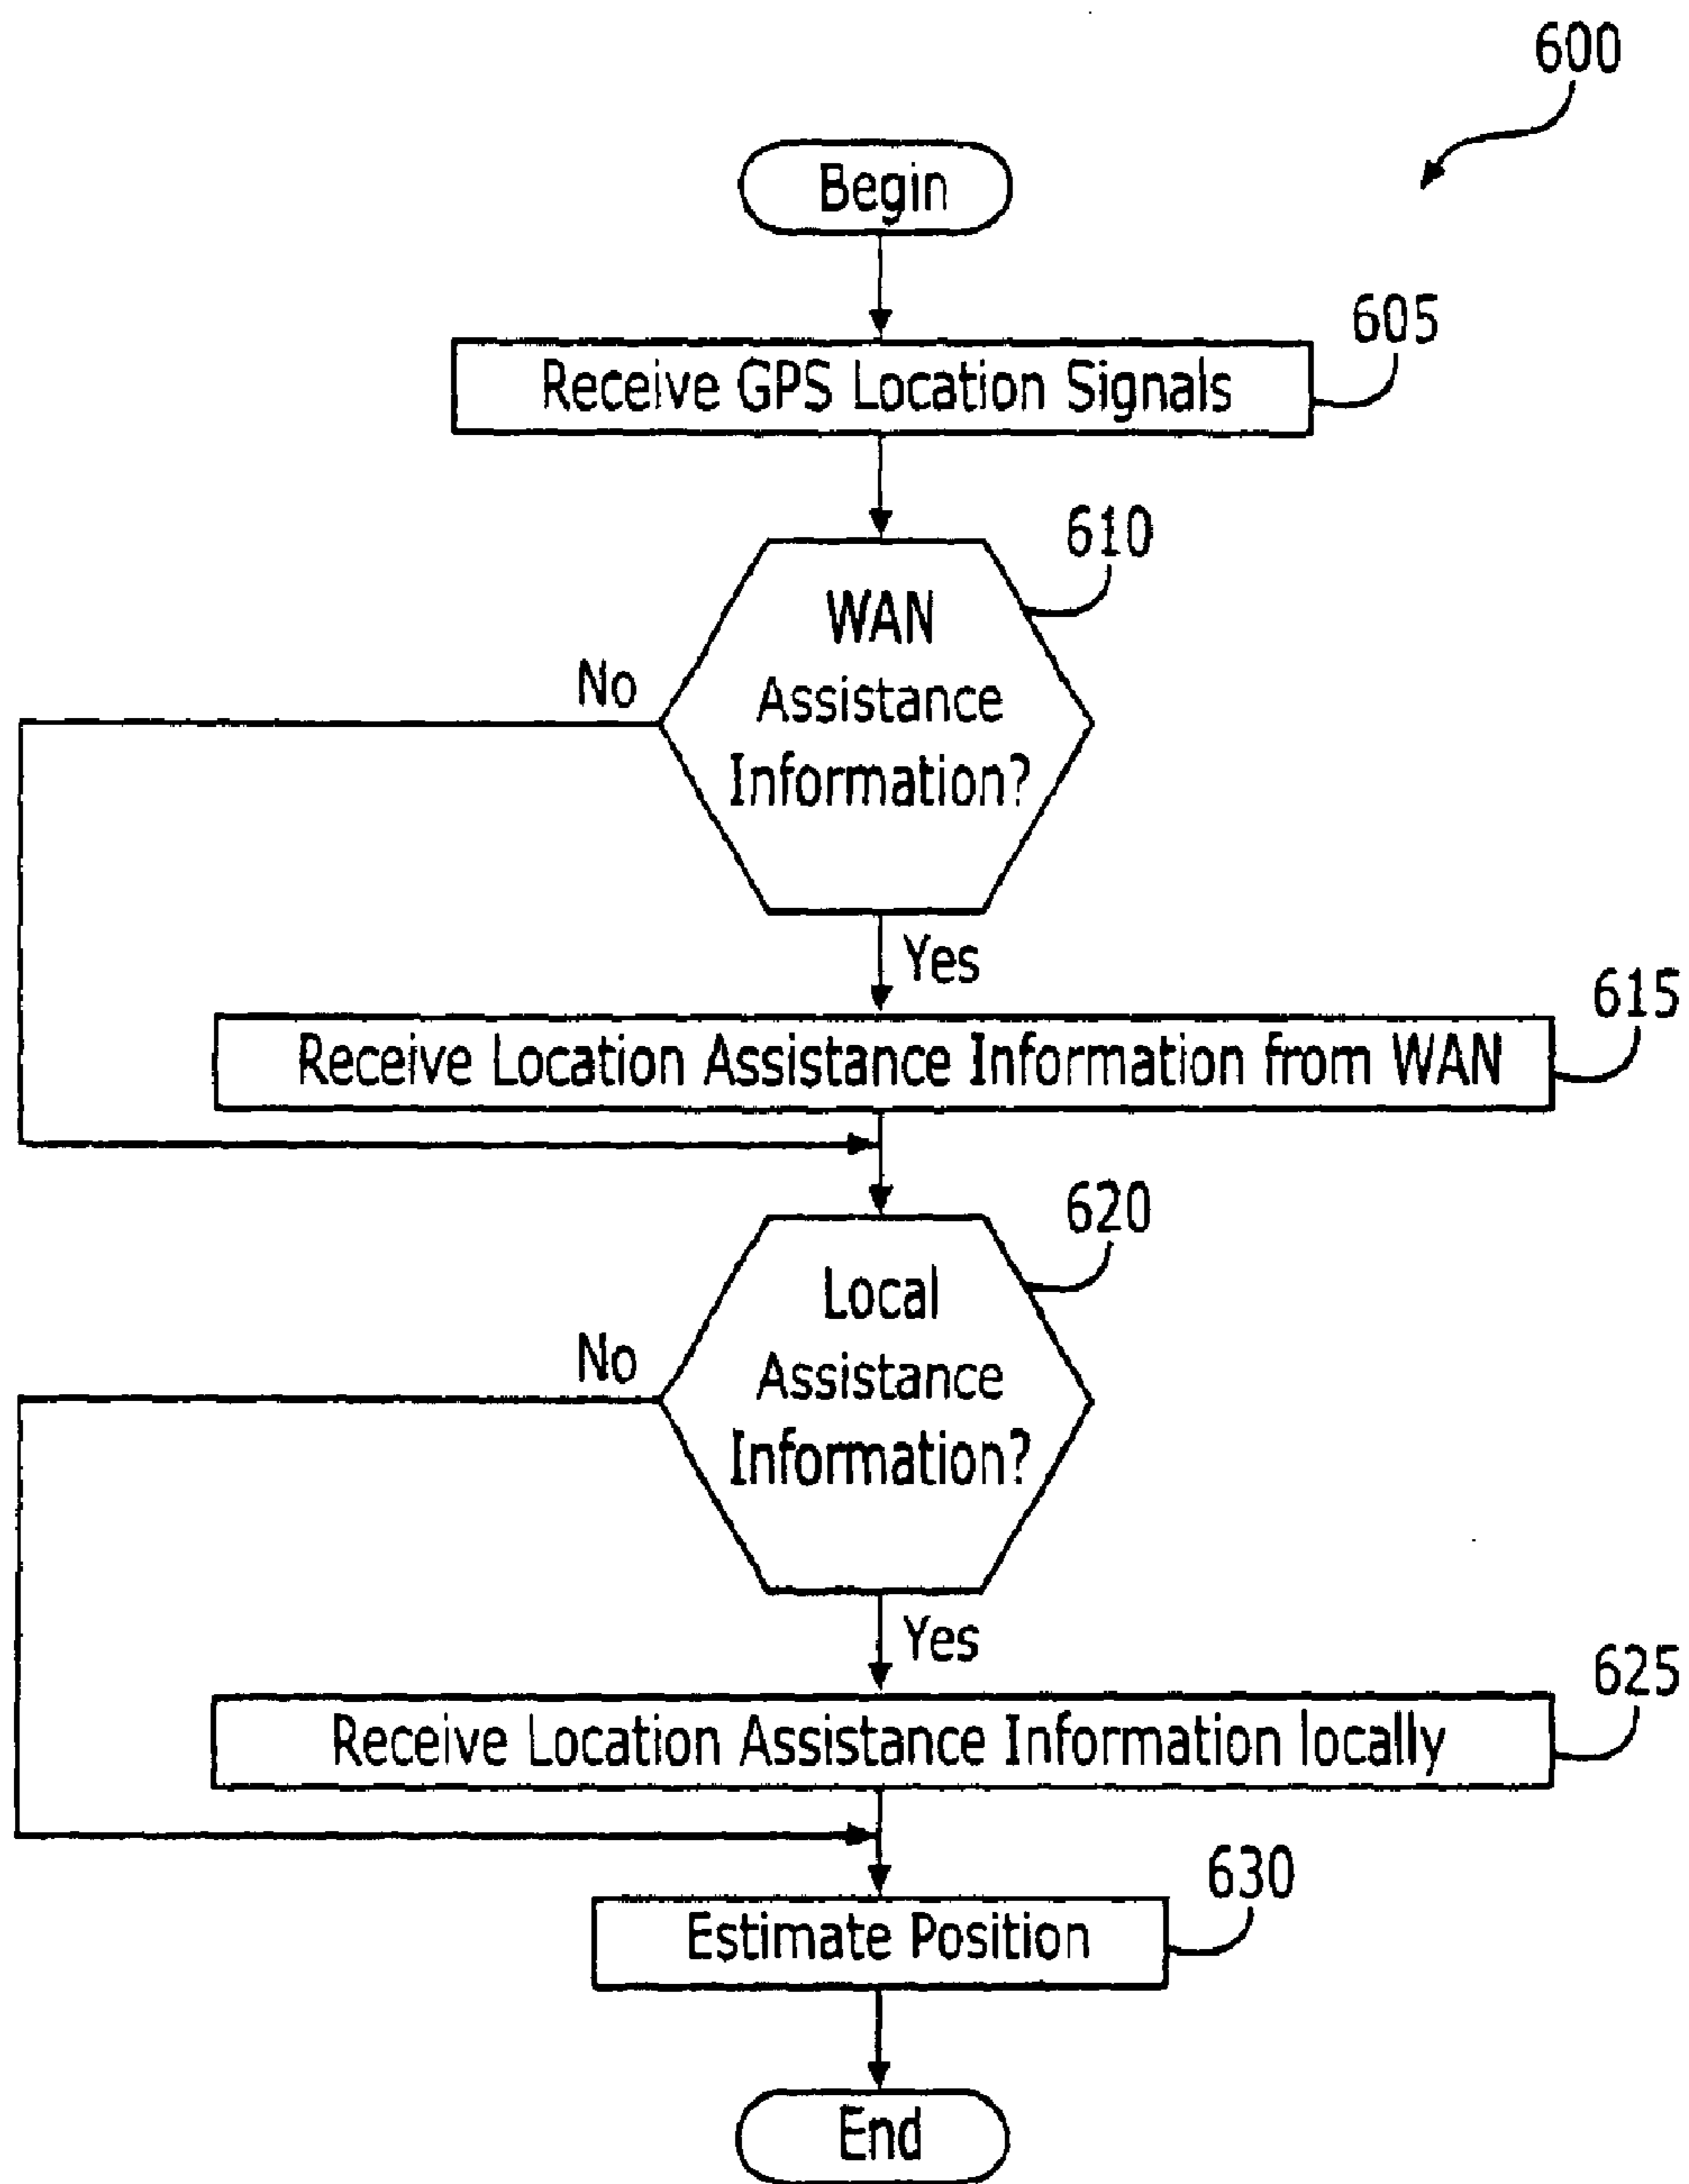 600
Begin
605
Receive GPS Location Signals
610
WAN
Assistance
Information?
No
Yes
615
Receive Location Assistance Information from WAN
620
Local
Assistance
Information?
No
Yes
625
Receive Location Assistance Information locally
630
Estimate Position
End